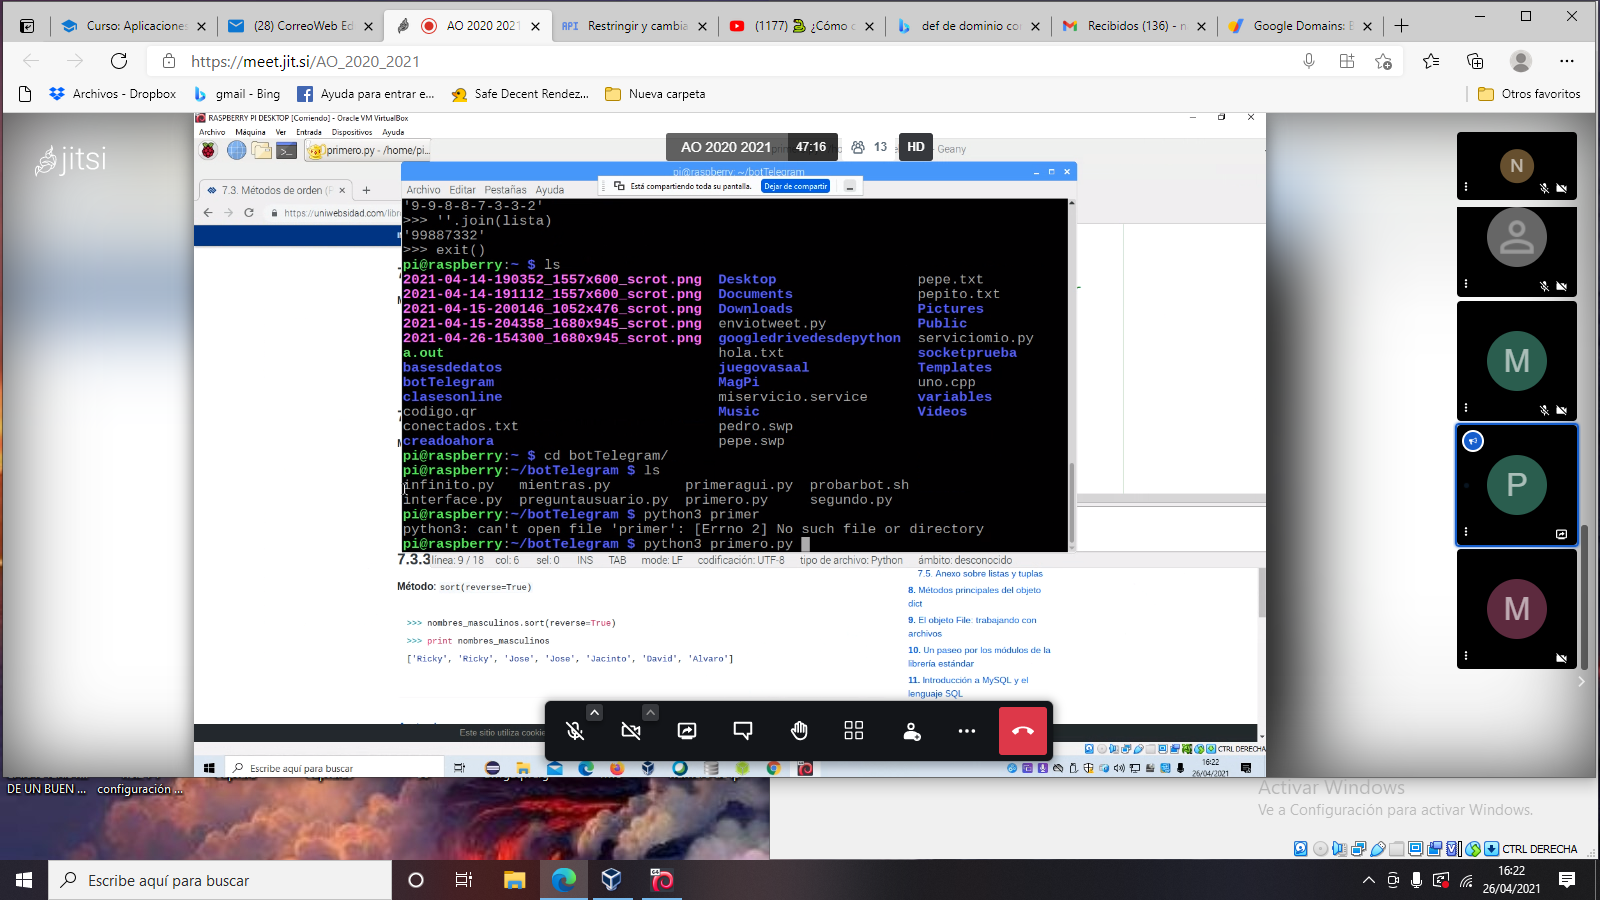 Curso: Aplicaciones
(28) CorreoWeb Ed
AO 2020 2021
API Restringir y cambia
(1177) ¿Cómo c
def de dominio co
Recibidos (136) - n
Google Domains: B
https://meet.jit.si/AO_2020_2021
Archivos - Dropbox
gmail - Bing
Ayuda para entrar e...
Safe Decent Rendez...
Nueva carpeta
Otros favoritos
jitsi
RASPBERRY PI DESKTOP [Corriendo] - Oracle VM VirtualBox
Archivo Máquina Ver Entrada Dispositivos Ayuda
primero.py - /home/pi...
AO 2020 2021 47:16 13 HD
- Geany
pi@raspberry: ~/botTelegram
Archivo Editar Pestañas Ayuda
Está compartiendo toda su pantalla. Dejar de compartir
7.3. Métodos de orden (P
https://uniwebsidad.com/libr
'9-9-8-8-7-3-3-2'
>>> ''.join(lista)
'99887332'
>>> exit()
pi@raspberry:~ $ ls
2021-04-14-190352_1557x600_scrot.png Desktop pepe.txt
2021-04-14-191112_1557x600_scrot.png Documents pepito.txt
2021-04-15-200146_1052x476_scrot.png Downloads Pictures
2021-04-15-204358_1680x945_scrot.png enviotweet.py Public
2021-04-26-154300_1680x945_scrot.png googledrivedesdepython serviciomio.py
a.out hola.txt socketprueba
basesdedatos juegovasaal Templates
botTelegram MagPi uno.cpp
clasesonline miservicio.service variables
codigo.qr Music Videos
conectados.txt pedro.swp
creadoahora pepe.swp
pi@raspberry:~ $ cd botTelegram/
pi@raspberry:~/botTelegram $ ls
infinito.py mientras.py primeragui.py probarbot.sh
interface.py preguntausuario.py primero.py segundo.py
pi@raspberry:~/botTelegram $ python3 primer
python3: can't open file 'primer': [Errno 2] No such file or directory
pi@raspberry:~/botTelegram $ python3 primero.py
7.3.3
línea: 9 / 18 col: 6 sel: 0 INS TAB mode: LF codificación: UTF-8 tipo de archivo: Python ámbito: desconocido
Método: sort(reverse=True)
>>> nombres_masculinos.sort(reverse=True)
>>> print nombres_masculinos
['Ricky', 'Ricky', 'Jose', 'Jose', 'Jacinto', 'David', 'Alvaro']
7.5. Anexo sobre listas y tuplas
8. Métodos principales del objeto
dict
9. El objeto File: trabajando con
archivos
10. Un paseo por los módulos de la
librería estándar
11. Introducción a MySQL y el
lenguaje SQL
Este sitio utiliza cookie
CTRL DERECHA
Escribe aquí para buscar
16:22
26/04/2021
N
M
P
M
DE UN BUEN ...
configuración ...
Activar Windows
Ve a Configuración para activar Windows.
CTRL DERECHA
Escribe aquí para buscar
16:22
26/04/2021